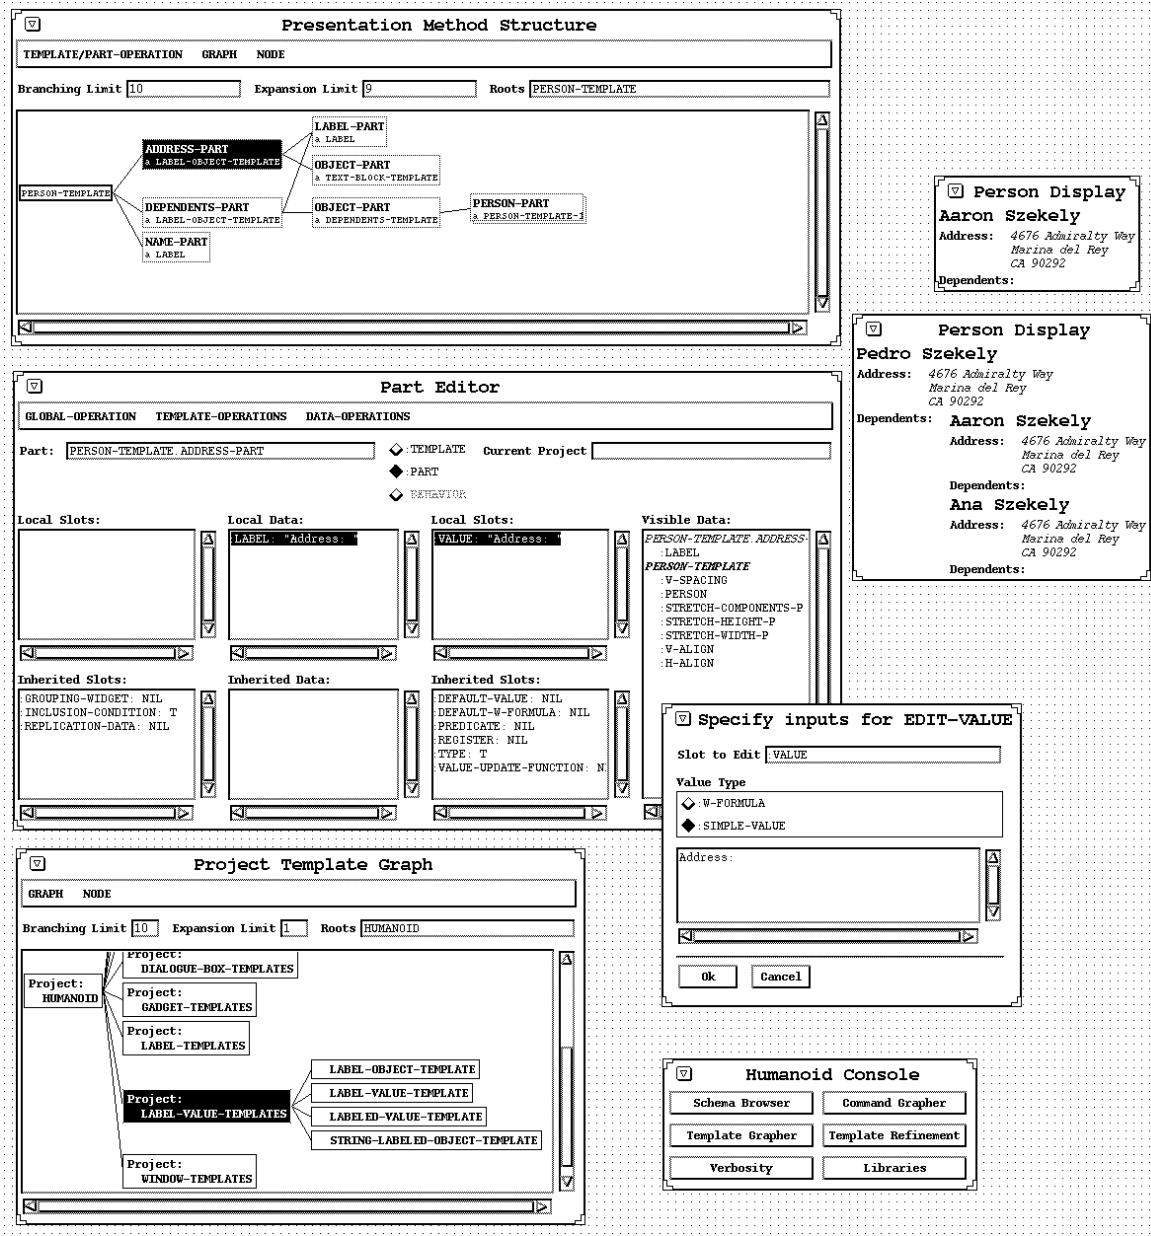 Presentation Method Structure
TEMPLATE/PART-OPERATION GRAPH NODE
Branching Limit 10 Expansion Limit 9 Roots PERSON-TEMPLATE
PERSON-TEMPLATE
ADDRESS-PART
a LABEL-OBJECT-TEMPLATE
DEPENDENTS-PART
a LABEL-OBJECT-TEMPLATE
NAME-PART
a LABEL
LABEL-PART
a LABEL
OBJECT-PART
a TEXT-BLOCK-TEMPLATE
OBJECT-PART
a DEPENDENTS-TEMPLATE
PERSON-PART
a PERSON-TEMPLATE-1
Person Display
Aaron Szekely
Address: 4676 Admiralty Way
Marina del Rey
CA 90292
Dependents:
Person Display
Pedro Szekely
Address: 4676 Admiralty Way
Marina del Rey
CA 90292
Dependents: Aaron Szekely
Address: 4676 Admiralty Way
Marina del Rey
CA 90292
Dependents:
Ana Szekely
Address: 4676 Admiralty Way
Marina del Rey
CA 90292
Dependents:
Part Editor
GLOBAL-OPERATION TEMPLATE-OPERATIONS DATA-OPERATIONS
Part: PERSON-TEMPLATE.ADDRESS-PART :TEMPLATE Current Project
:PART
:BEHAVIOR
Local Slots: Local Data: Local Slots: Visible Data:
:LABEL: "Address: "
:VALUE: "Address: "
PERSON-TEMPLATE.ADDRESS-
:LABEL
PERSON-TEMPLATE
:V-SPACING
:PERSON
:STRETCH-COMPONENTS-P
:STRETCH-HEIGHT-P
:STRETCH-WIDTH-P
:V-ALIGN
:H-ALIGN
Inherited Slots: Inherited Data: Inherited Slots:
:GROUPING-WIDGET: NIL
:INCLUSION-CONDITION: T
:REPLICATION-DATA: NIL
:DEFAULT-VALUE: NIL
:DEFAULT-W-FORMULA: NIL
:PREDICATE: NIL
:REGISTER: NIL
:TYPE: T
:VALUE-UPDATE-FUNCTION: N
Specify inputs for EDIT-VALUE
Slot to Edit :VALUE
Value Type
:W-FORMULA
:SIMPLE-VALUE
Address:
Ok Cancel
Project Template Graph
GRAPH NODE
Branching Limit 10 Expansion Limit 1 Roots HUMANOID
Project:
HUMANOID
Project:
DIALOGUE-BOX-TEMPLATES
Project:
GADGET-TEMPLATES
Project:
LABEL-TEMPLATES
Project:
LABEL-VALUE-TEMPLATES
Project:
WINDOW-TEMPLATES
LABEL-OBJECT-TEMPLATE
LABEL-VALUE-TEMPLATE
LABELED-VALUE-TEMPLATE
STRING-LABELED-OBJECT-TEMPLATE
Humanoid Console
Schema Browser Command Grapher
Template Grapher Template Refinement
Verbosity Libraries